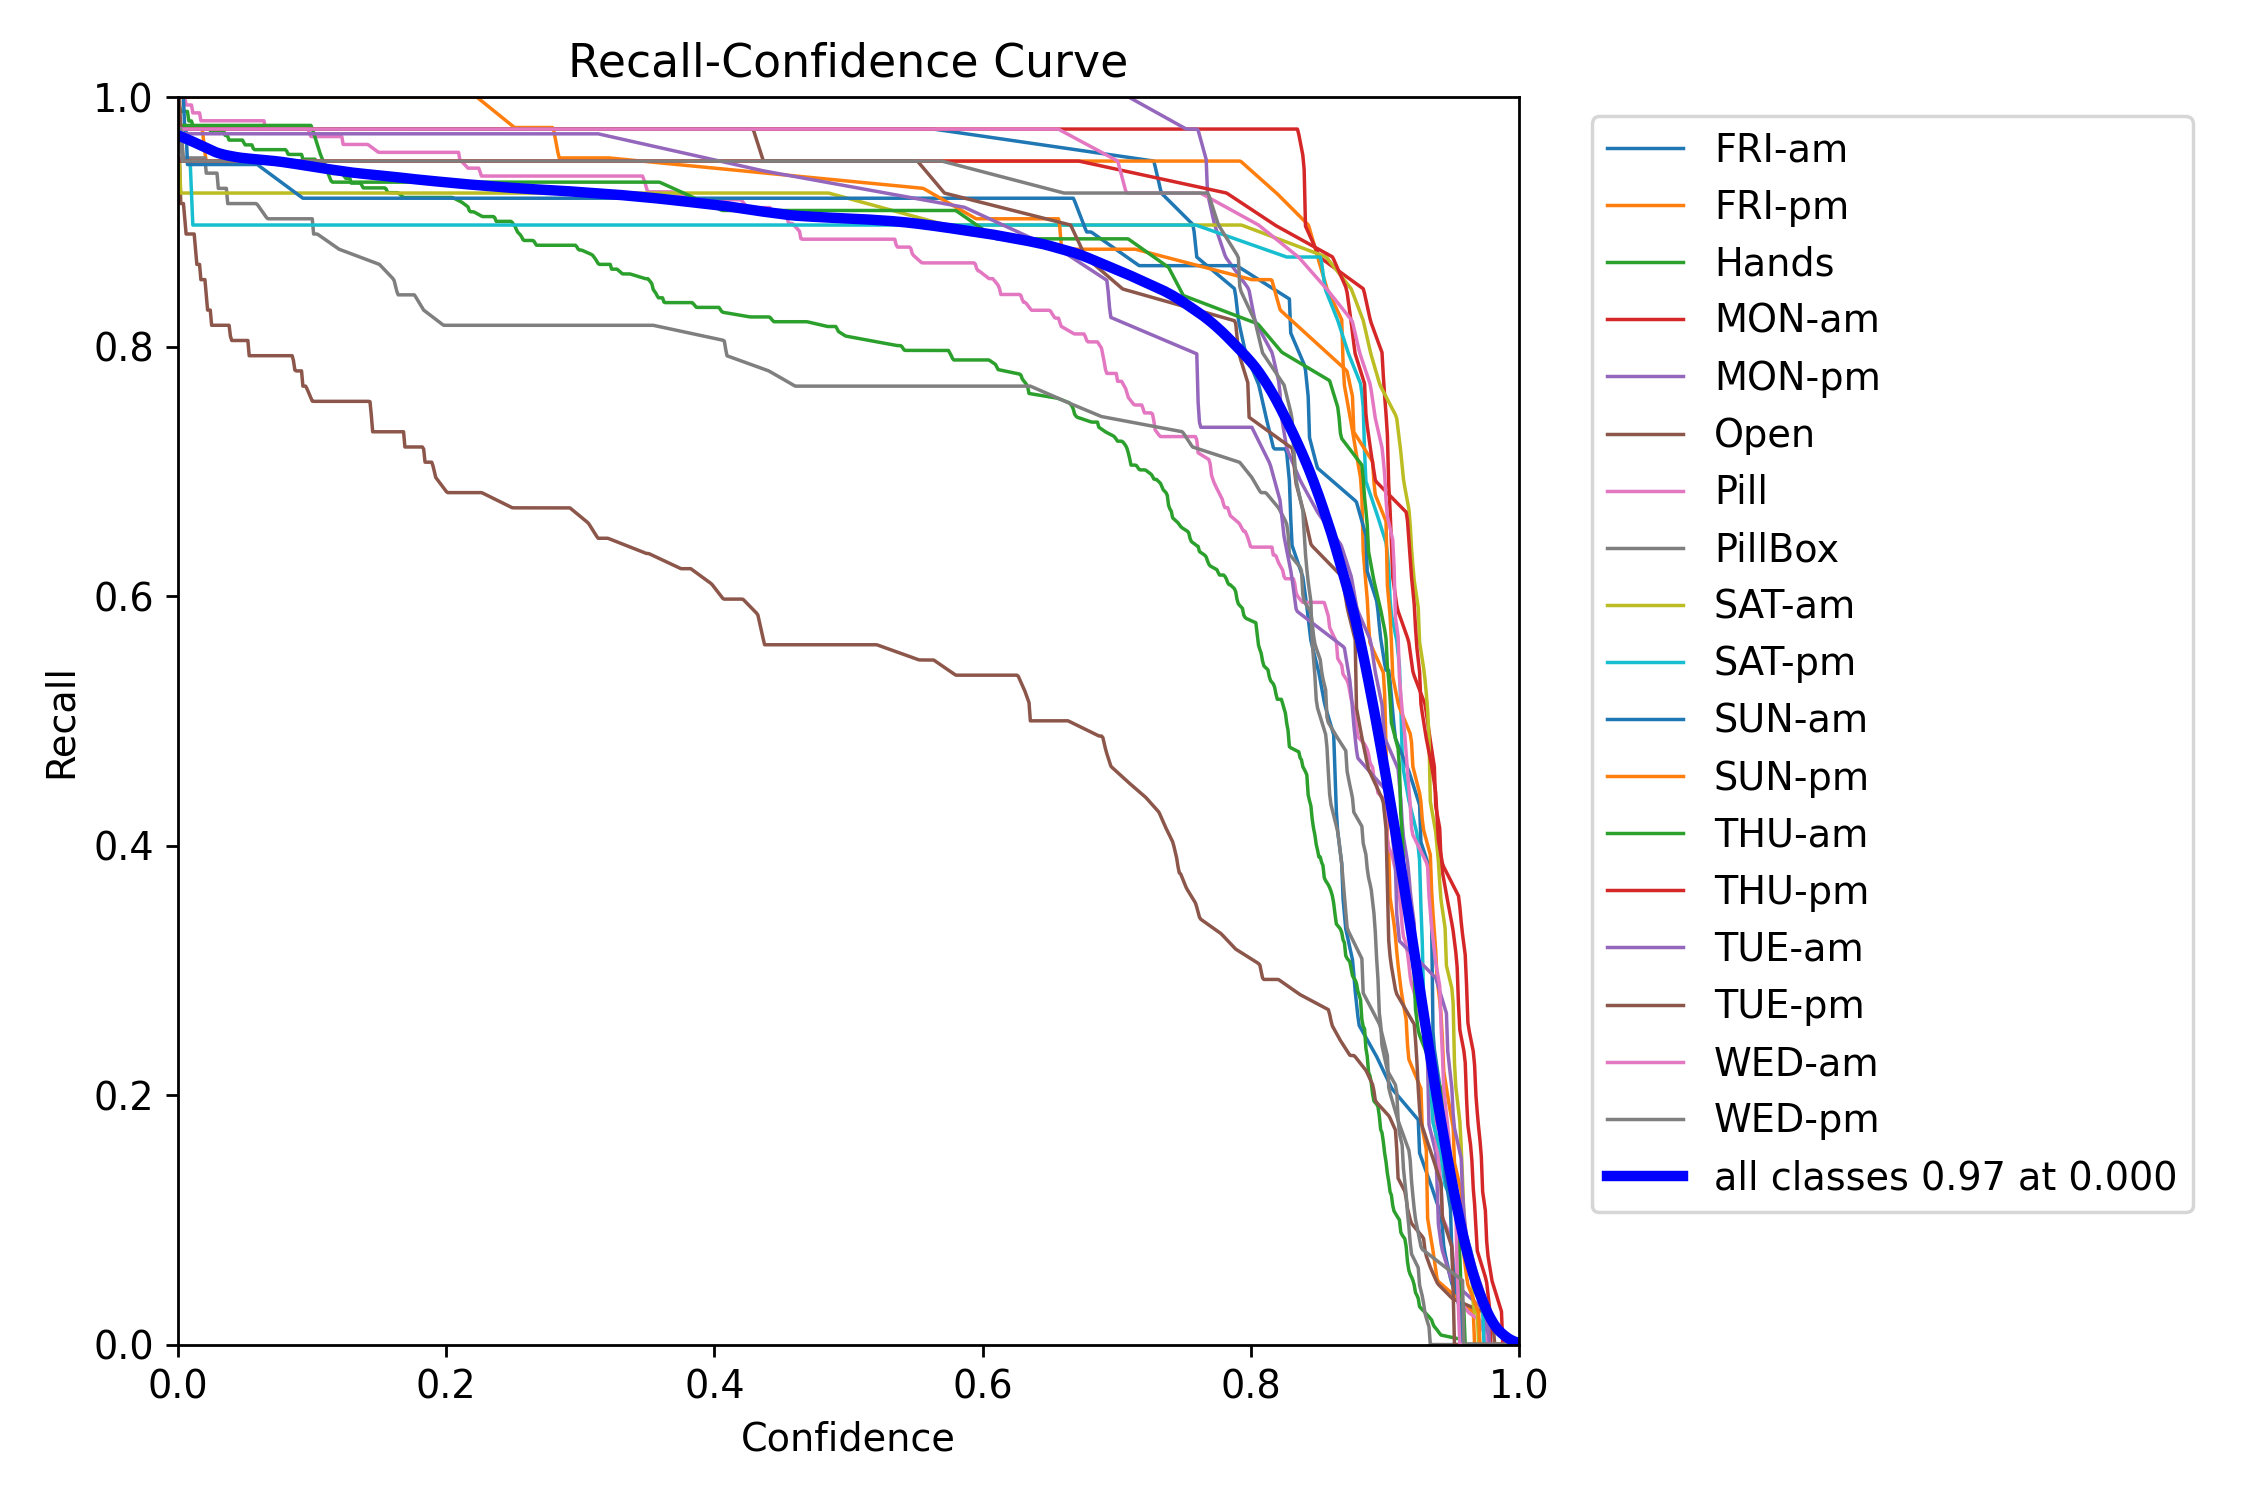 Recall-Confidence Curve
1.0
0.8
0.6
0.4
0.2
0.0
Recall
0.0 0.2 0.4 0.6 0.8 1.0
Confidence
FRI-am
FRI-pm
Hands
MON-am
MON-pm
Open
Pill
PillBox
SAT-am
SAT-pm
SUN-am
SUN-pm
THU-am
THU-pm
TUE-am
TUE-pm
WED-am
WED-pm
all classes 0.97 at 0.000